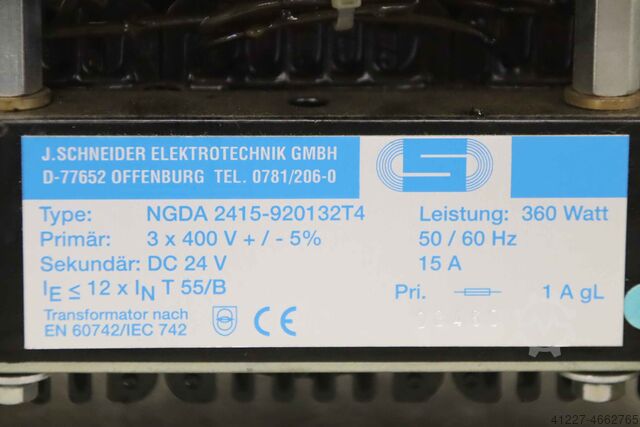 J.SCHNEIDER ELEKTROTECHNIK GMBH
D-77652 OFFENBURG TEL. 0781/206-0
Type: NGDA 2415-920132T4 Leistung: 360 Watt
Primär: 3 x 400 V + / - 5% 50 / 60 Hz
Sekundär: DC 24 V 15 A
IE ≤ 12 x IN T 55/B Pri. 1 A gL
Transformator nach
EN 60742/IEC 742 CE
41227-4662765